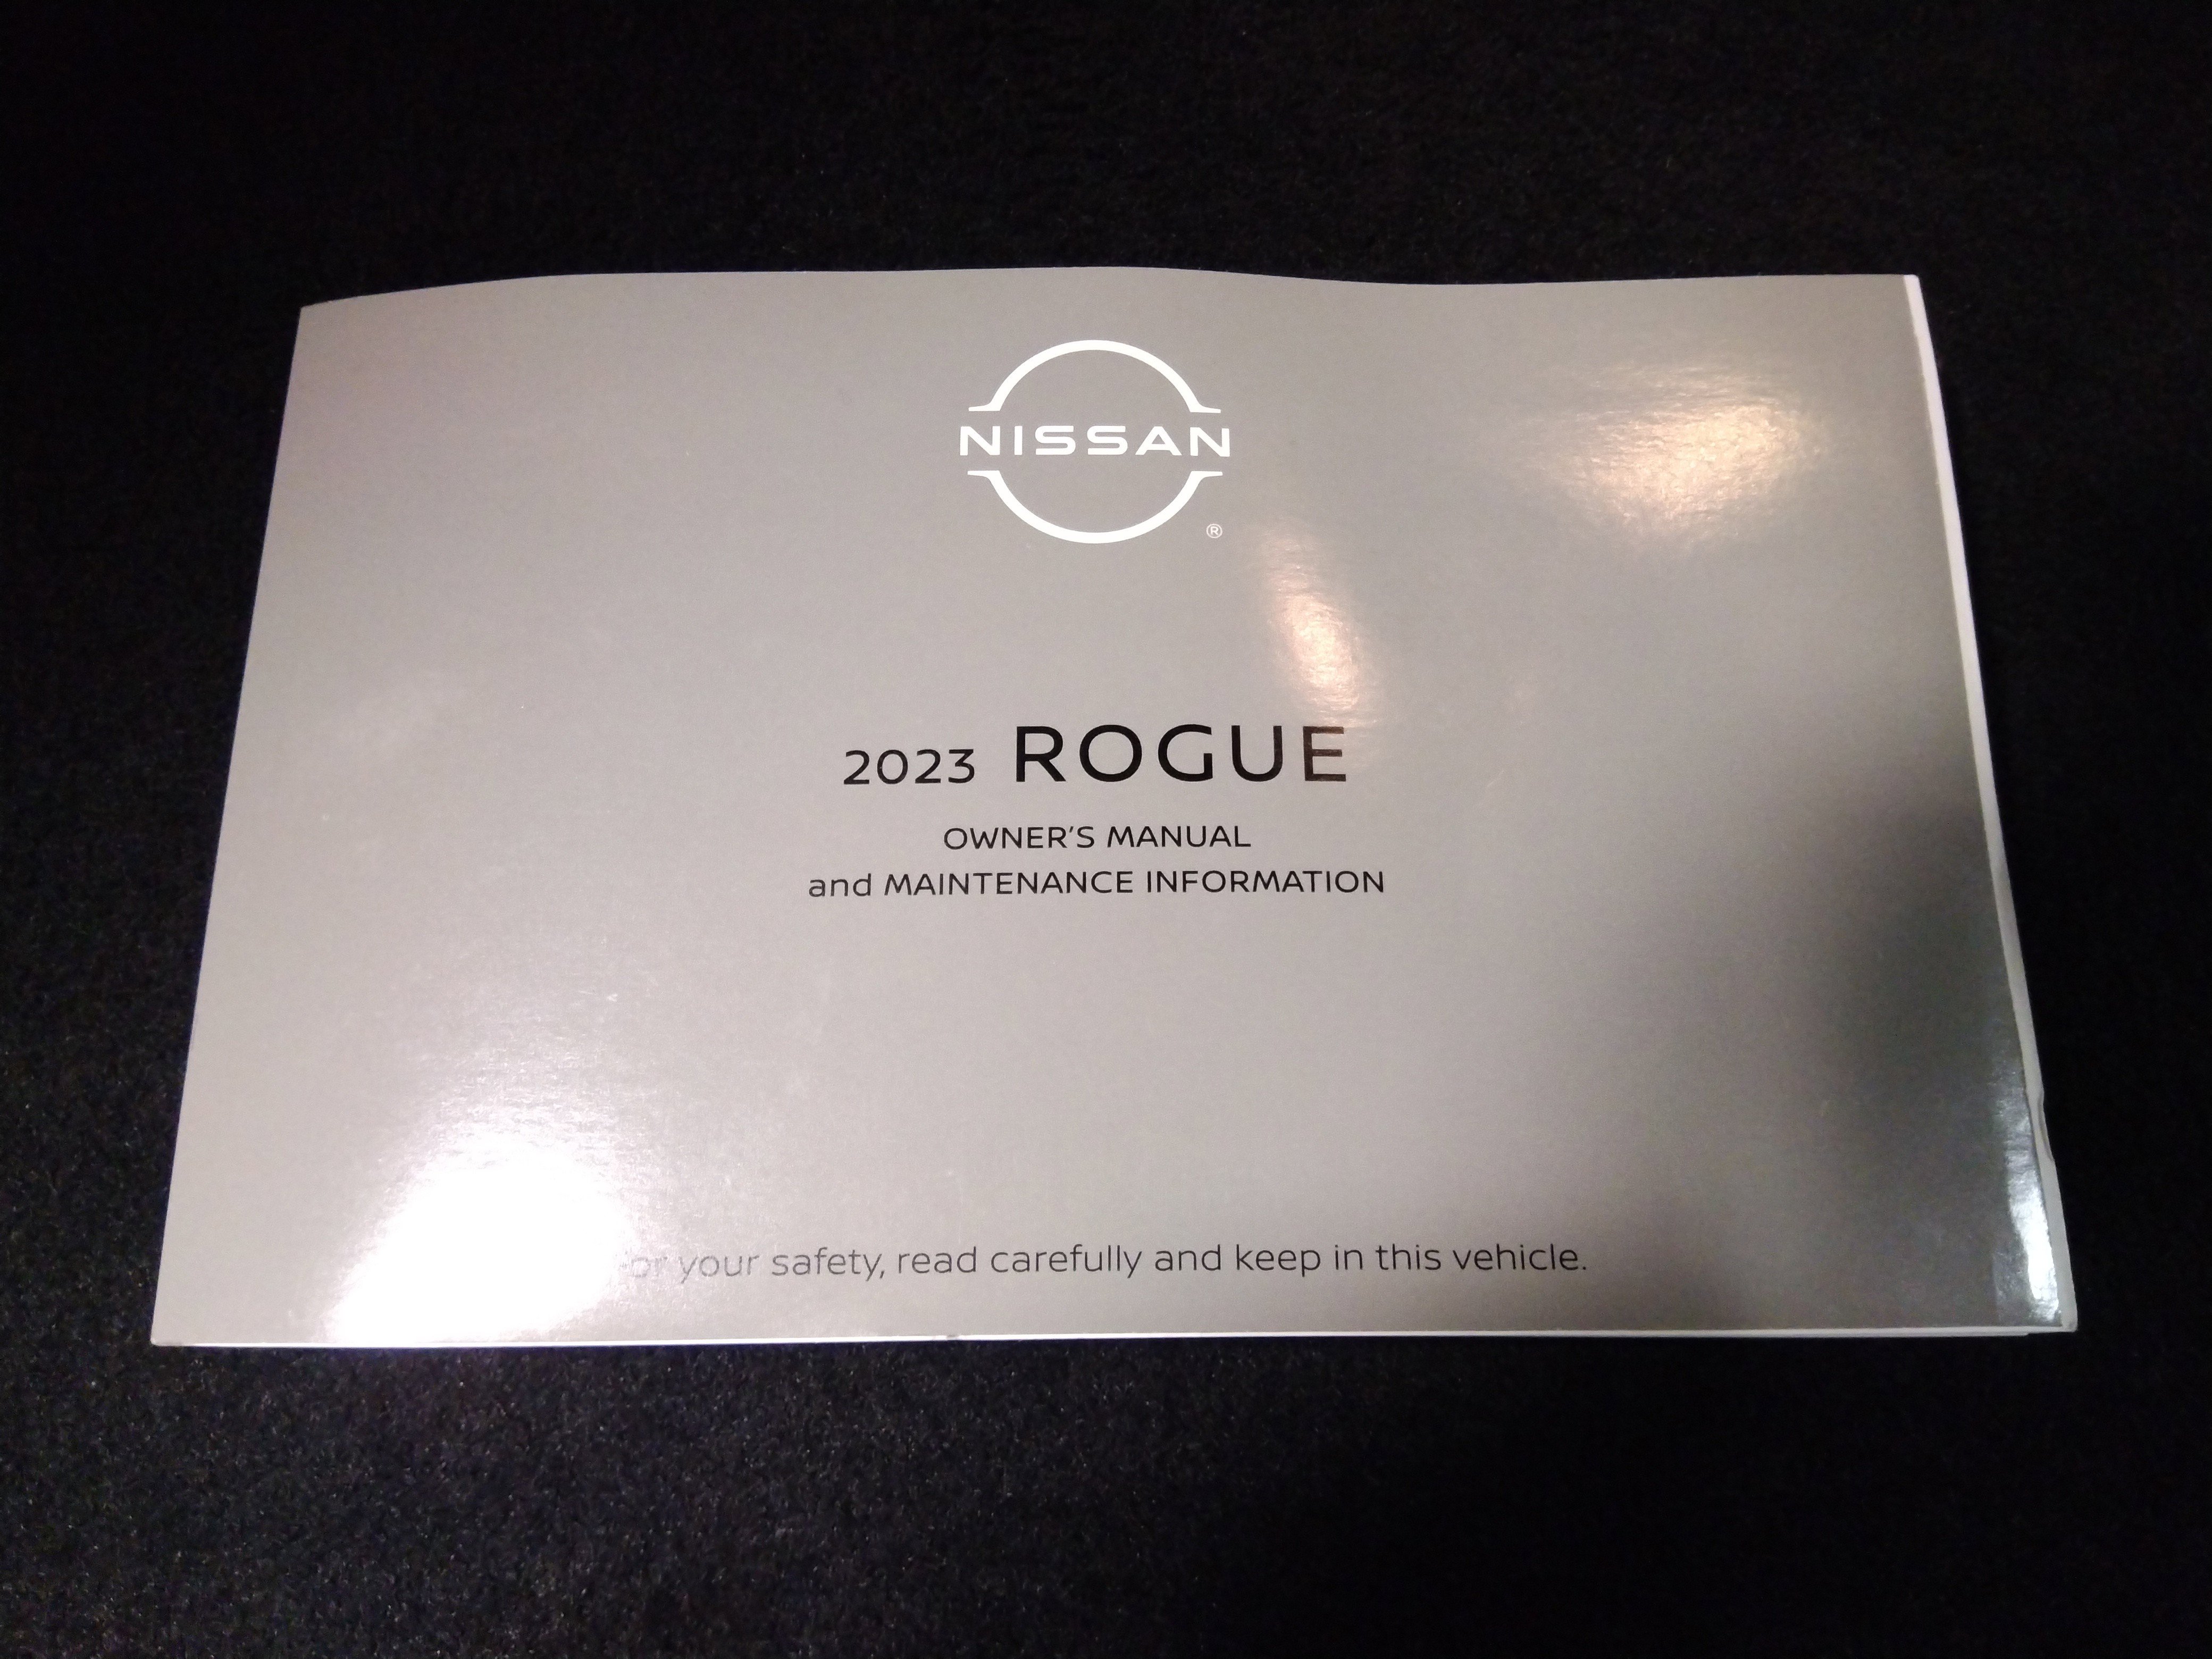 NISSAN
®
2023 ROGUE
OWNER'S MANUAL
and MAINTENANCE INFORMATION
your safety, read carefully and keep in this vehicle.